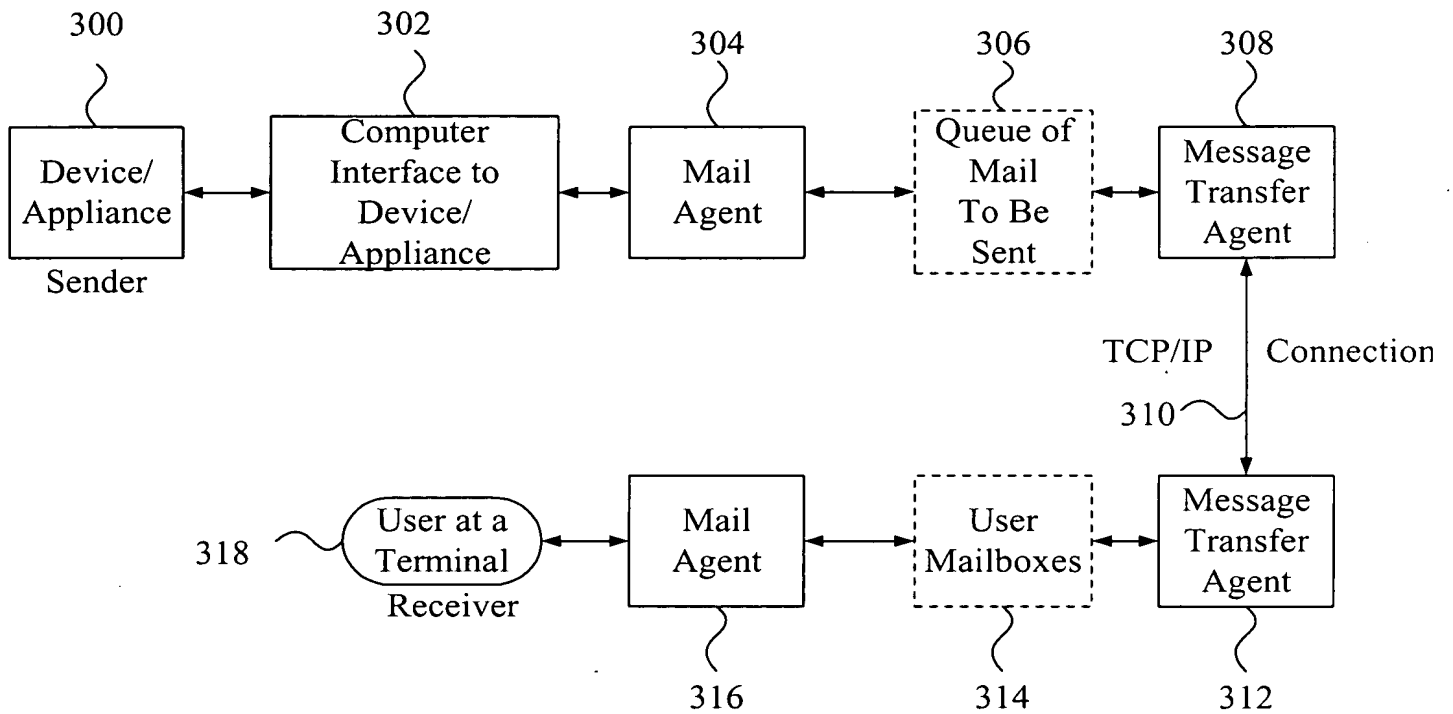 300
302
304
306
308
Device/
Appliance
Sender
Computer
Interface to
Device/
Appliance
Mail
Agent
Queue of
Mail
To Be
Sent
Message
Transfer
Agent
TCP/IP Connection
310
318
User at a
Terminal
Receiver
Mail
Agent
User
Mailboxes
Message
Transfer
Agent
316
314
312